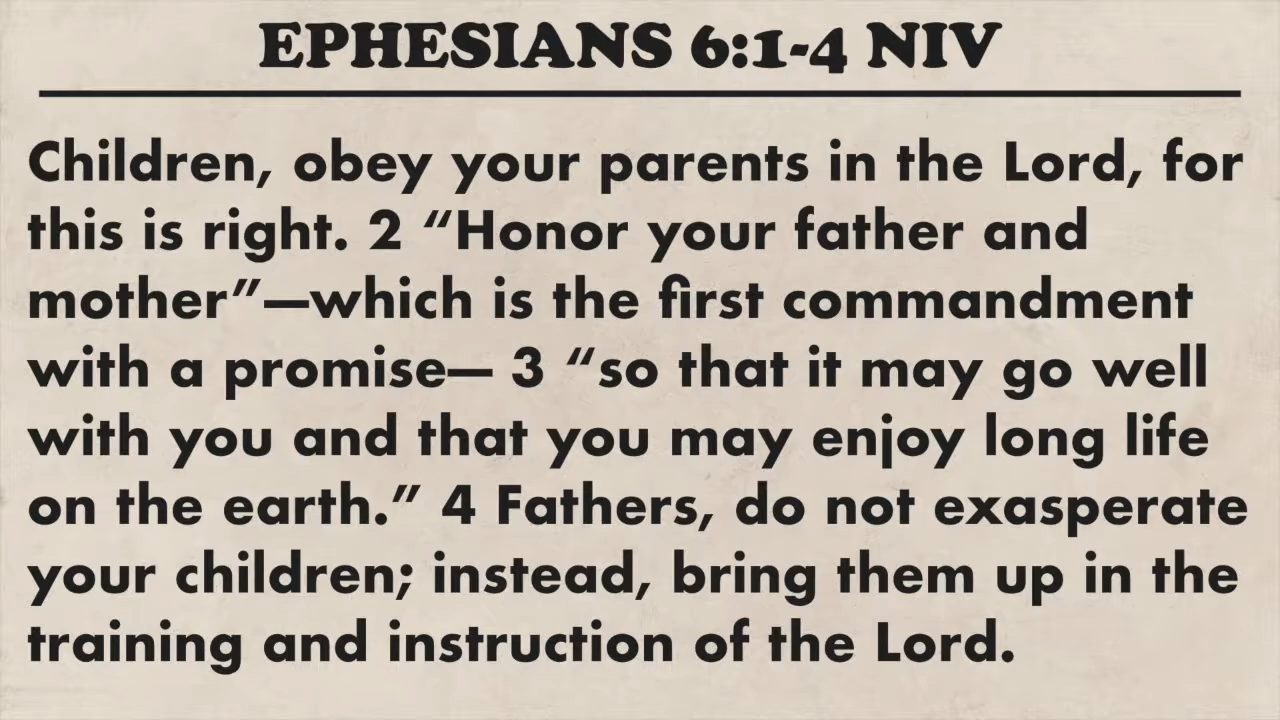 EPHESIANS 6:1-4 NIV
Children, obey your parents in the Lord, for
this is right. 2 “Honor your father and
mother”—which is the first commandment
with a promise— 3 “so that it may go well
with you and that you may enjoy long life
on the earth.” 4 Fathers, do not exasperate
your children; instead, bring them up in the
training and instruction of the Lord.